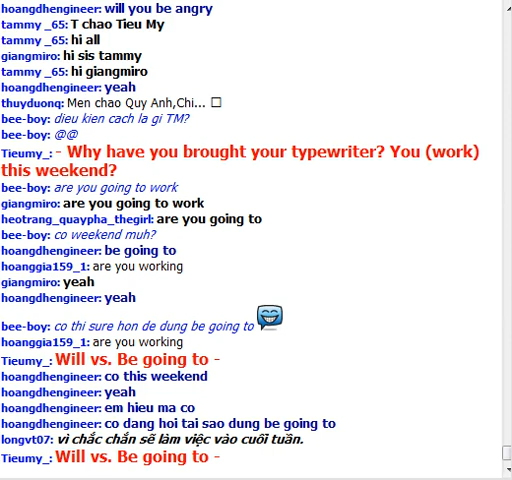 hoangdhengineer: will you be angry
tammy _65: T chao Tieu My
tammy _65: hi all
giangmiro: hi sis tammy
tammy _65: hi giangmiro
hoangdhengineer: yeah
thuyduonq: Men chao Quy Anh,Chi... □
bee-boy: dieu kien cach la gi TM?
bee-boy: @@
Tieumy_: - Why have you brought your typewriter? You (work)
this weekend?
bee-boy: are you going to work
giangmiro: are you going to work
heotrang_quaypha_thegirl: are you going to
bee-boy: co weekend muh?
hoangdhengineer: be going to
hoanggia159_1: are you working
giangmiro: yeah
hoangdhengineer: yeah
bee-boy: co thi sure hon de dung be going to
hoanggia159_1: are you working
Tieumy_: Will vs. Be going to -
hoangdhengineer: co this weekend
hoangdhengineer: yeah
hoangdhengineer: em hieu ma co
hoangdhengineer: co dang hoi tai sao dung be going to
longvt07: vì chắc chắn sẽ làm việc vào cuối tuần.
Tieumy_: Will vs. Be going to -